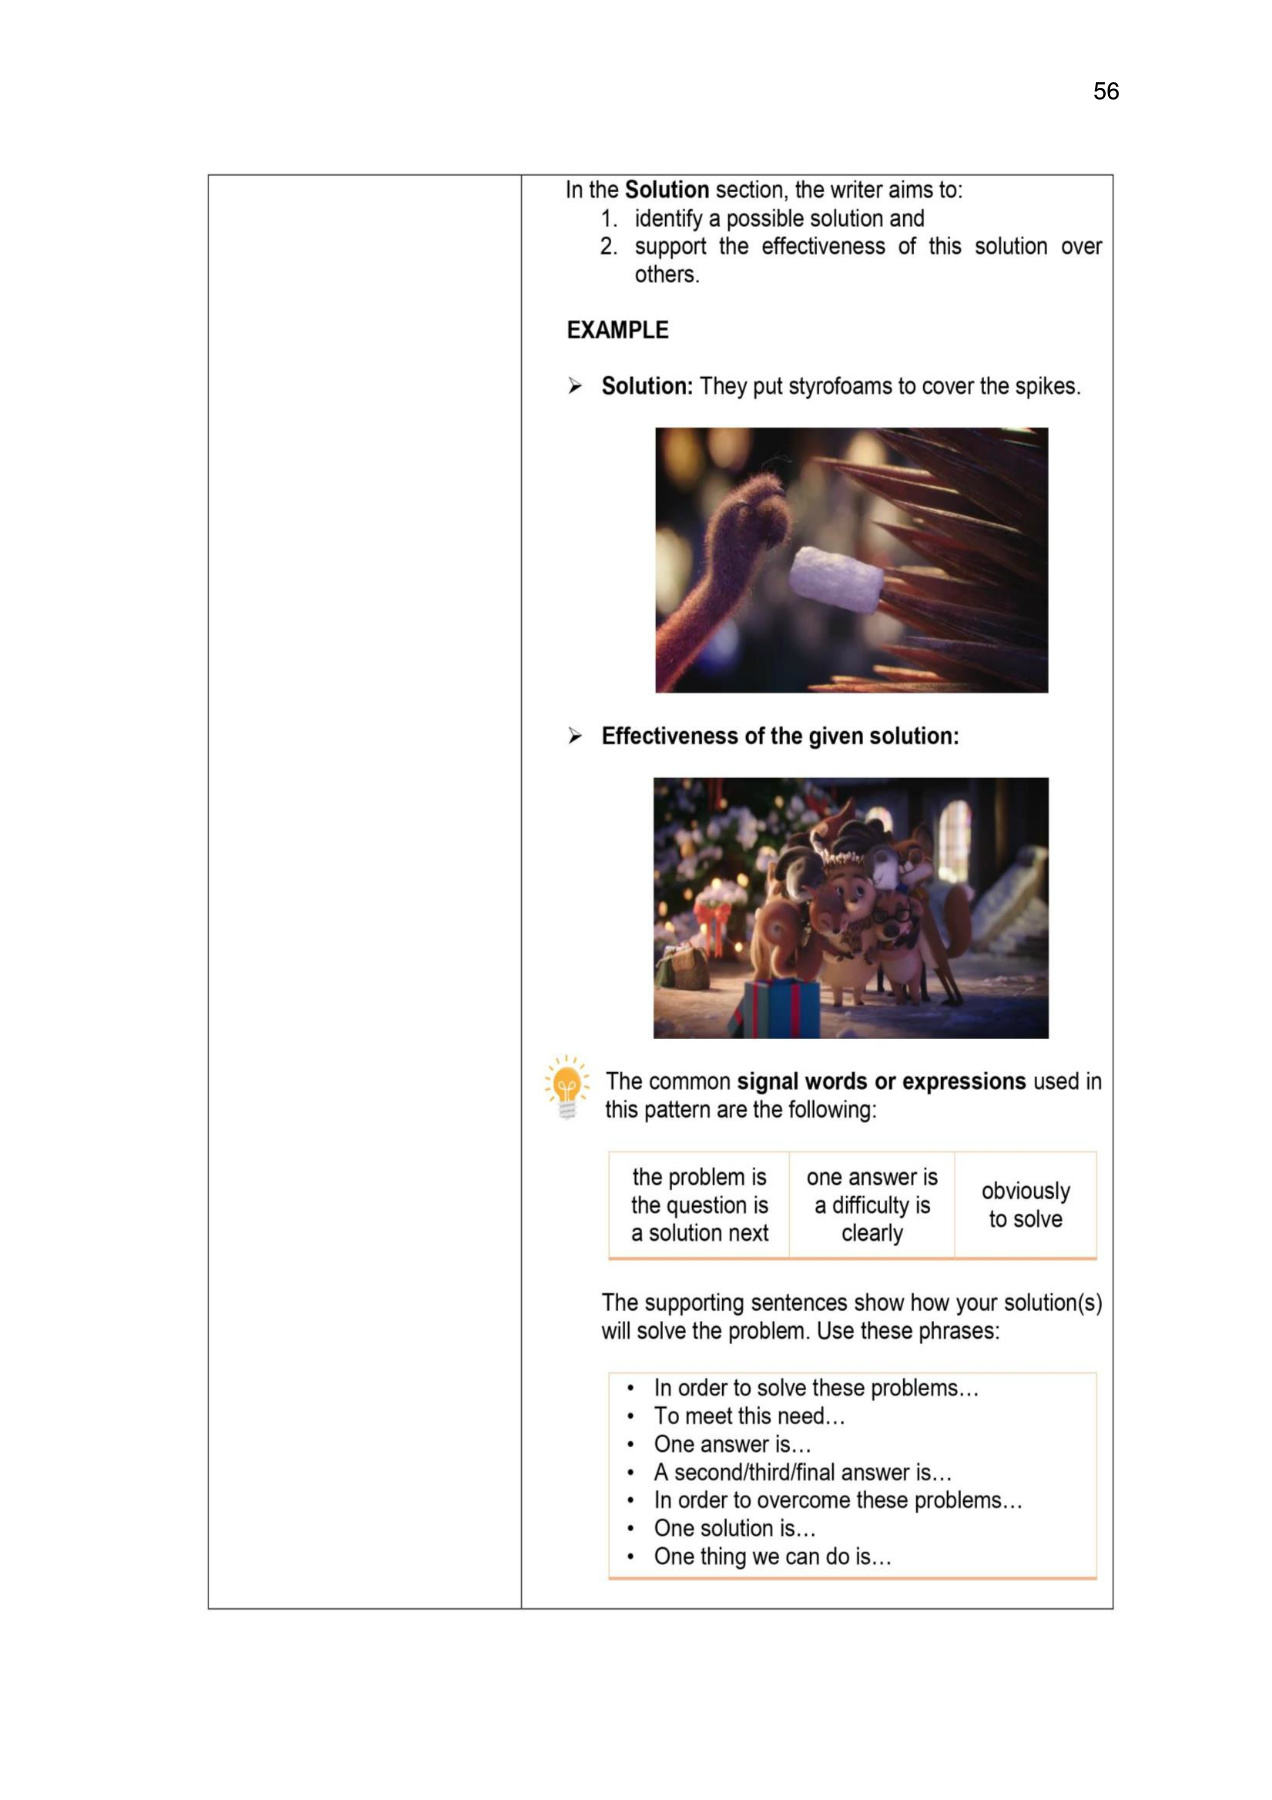 56
In the Solution section, the writer aims to:
1. identify a possible solution and
2. support the effectiveness of this solution over
others.
EXAMPLE
➢ Solution: They put styrofoams to cover the spikes.
➢ Effectiveness of the given solution:
The common signal words or expressions used in
this pattern are the following:
the problem is
the question is
a solution next
one answer is
a difficulty is
clearly
obviously
to solve
The supporting sentences show how your solution(s)
will solve the problem. Use these phrases:
• In order to solve these problems…
• To meet this need…
• One answer is…
• A second/third/final answer is…
• In order to overcome these problems…
• One solution is…
• One thing we can do is…